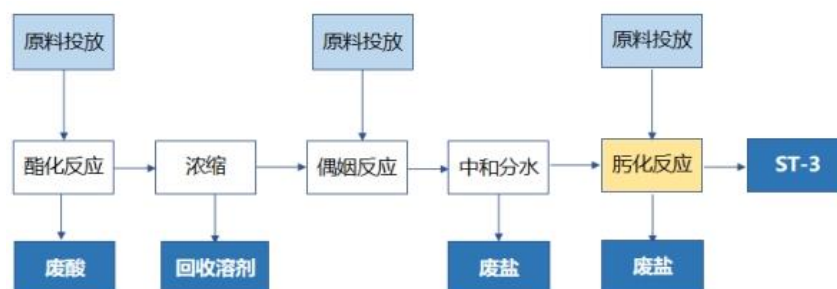 原料投放
原料投放
原料投放
酯化反应
浓缩
偶姻反应
中和分水
肟化反应
ST-3
废酸
回收溶剂
废盐
废盐